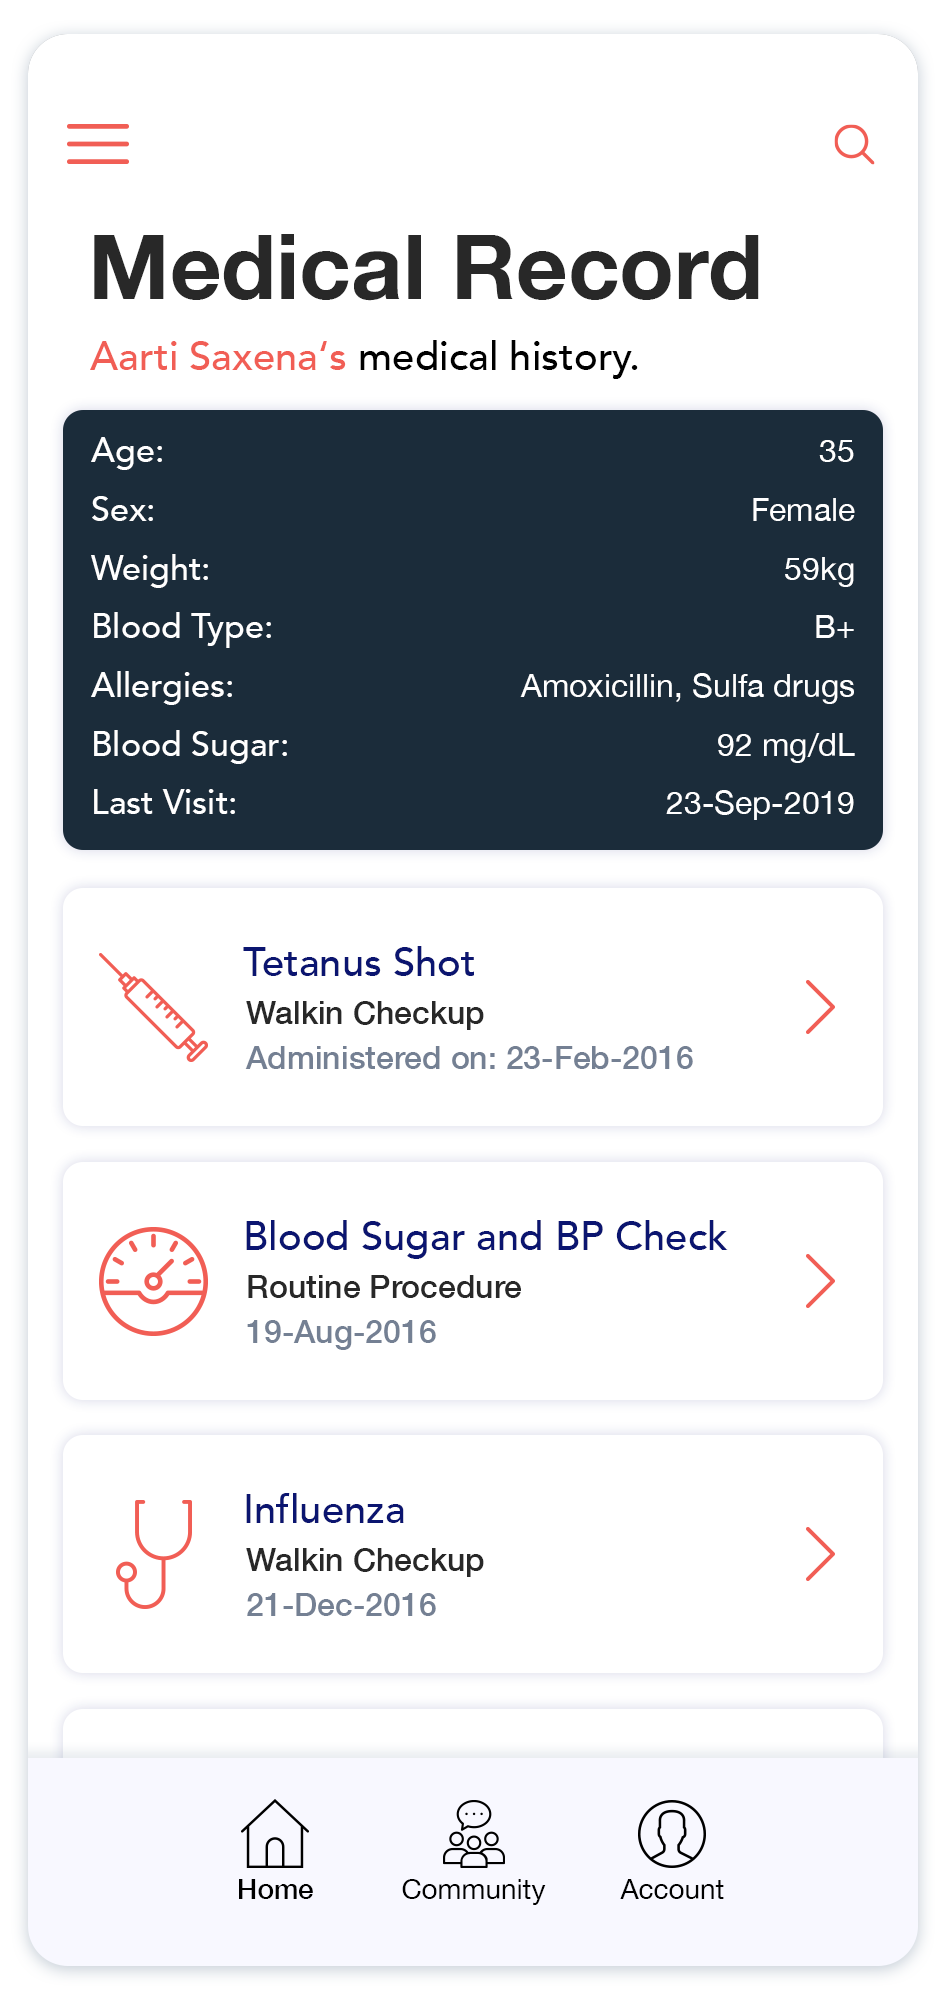 Medical Record
Aarti Saxena‘s medical history.
Age: 35
Sex: Female
Weight: 59kg
Blood Type: B+
Allergies: Amoxicillin, Sulfa drugs
Blood Sugar: 92 mg/dL
Last Visit: 23-Sep-2019
Tetanus Shot
Walkin Checkup
Administered on: 23-Feb-2016
Blood Sugar and BP Check
Routine Procedure
19-Aug-2016
Influenza
Walkin Checkup
21-Dec-2016
Home Community Account